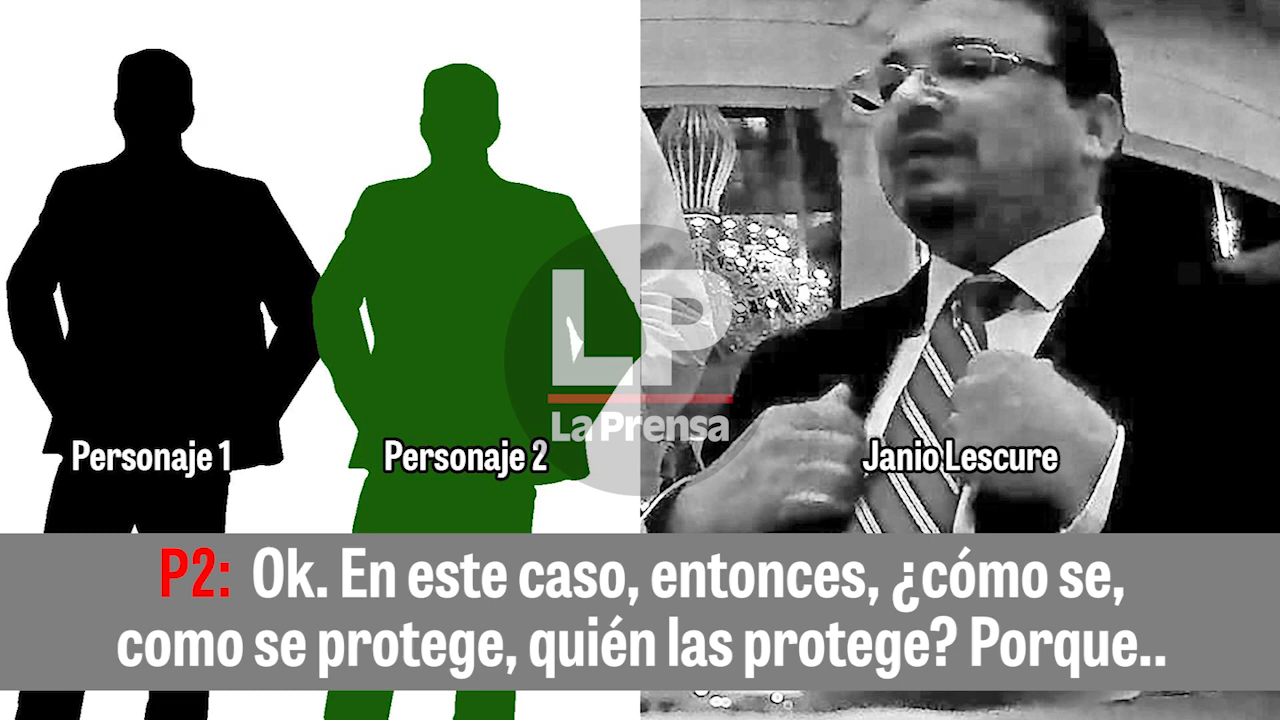 LP
La Prensa
Personaje 1
Personaje 2
Janio Lescure
P2: Ok. En este caso, entonces, ¿cómo se,
como se protege, quién las protege? Porque..